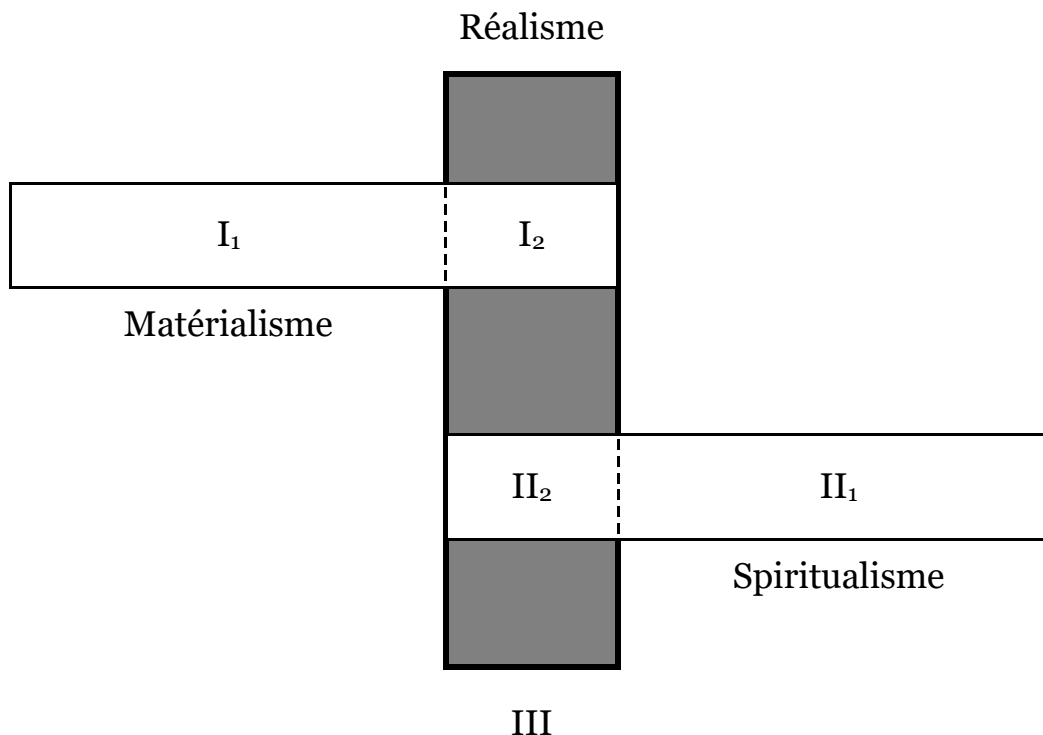 Réalisme
I₁ I₂
Matérialisme
II₂ II₁
Spiritualisme
III